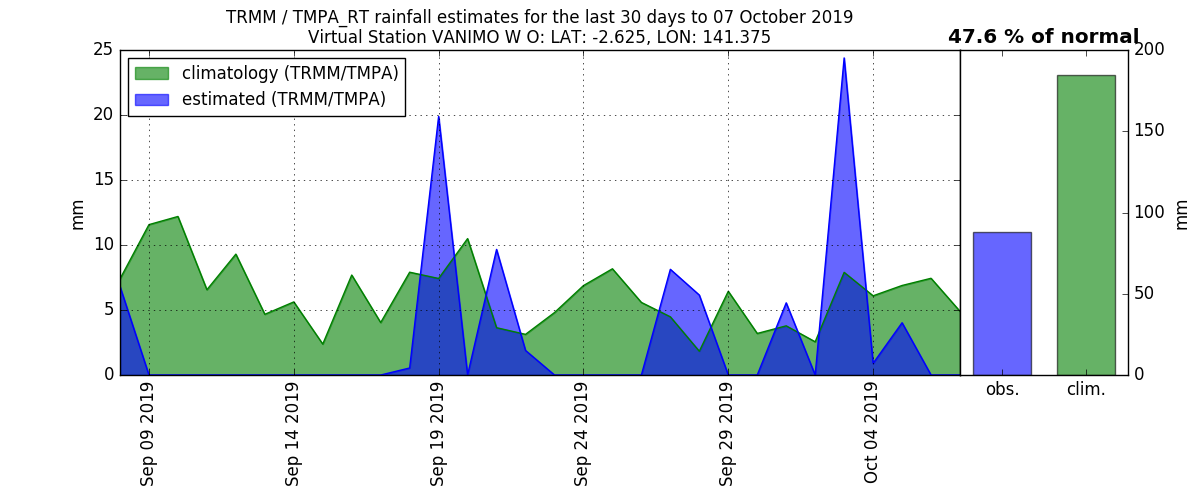 TRMM / TMPA_RT rainfall estimates for the last 30 days to 07 October 2019
Virtual Station VANIMO W O: LAT: -2.625, LON: 141.375
47.6 % of normal
climatology (TRMM/TMPA)
estimated (TRMM/TMPA)
mm
25
20
15
10
5
0
Sep 09 2019
Sep 14 2019
Sep 19 2019
Sep 24 2019
Sep 29 2019
Oct 04 2019
200
150
100
50
0
mm
obs.
clim.